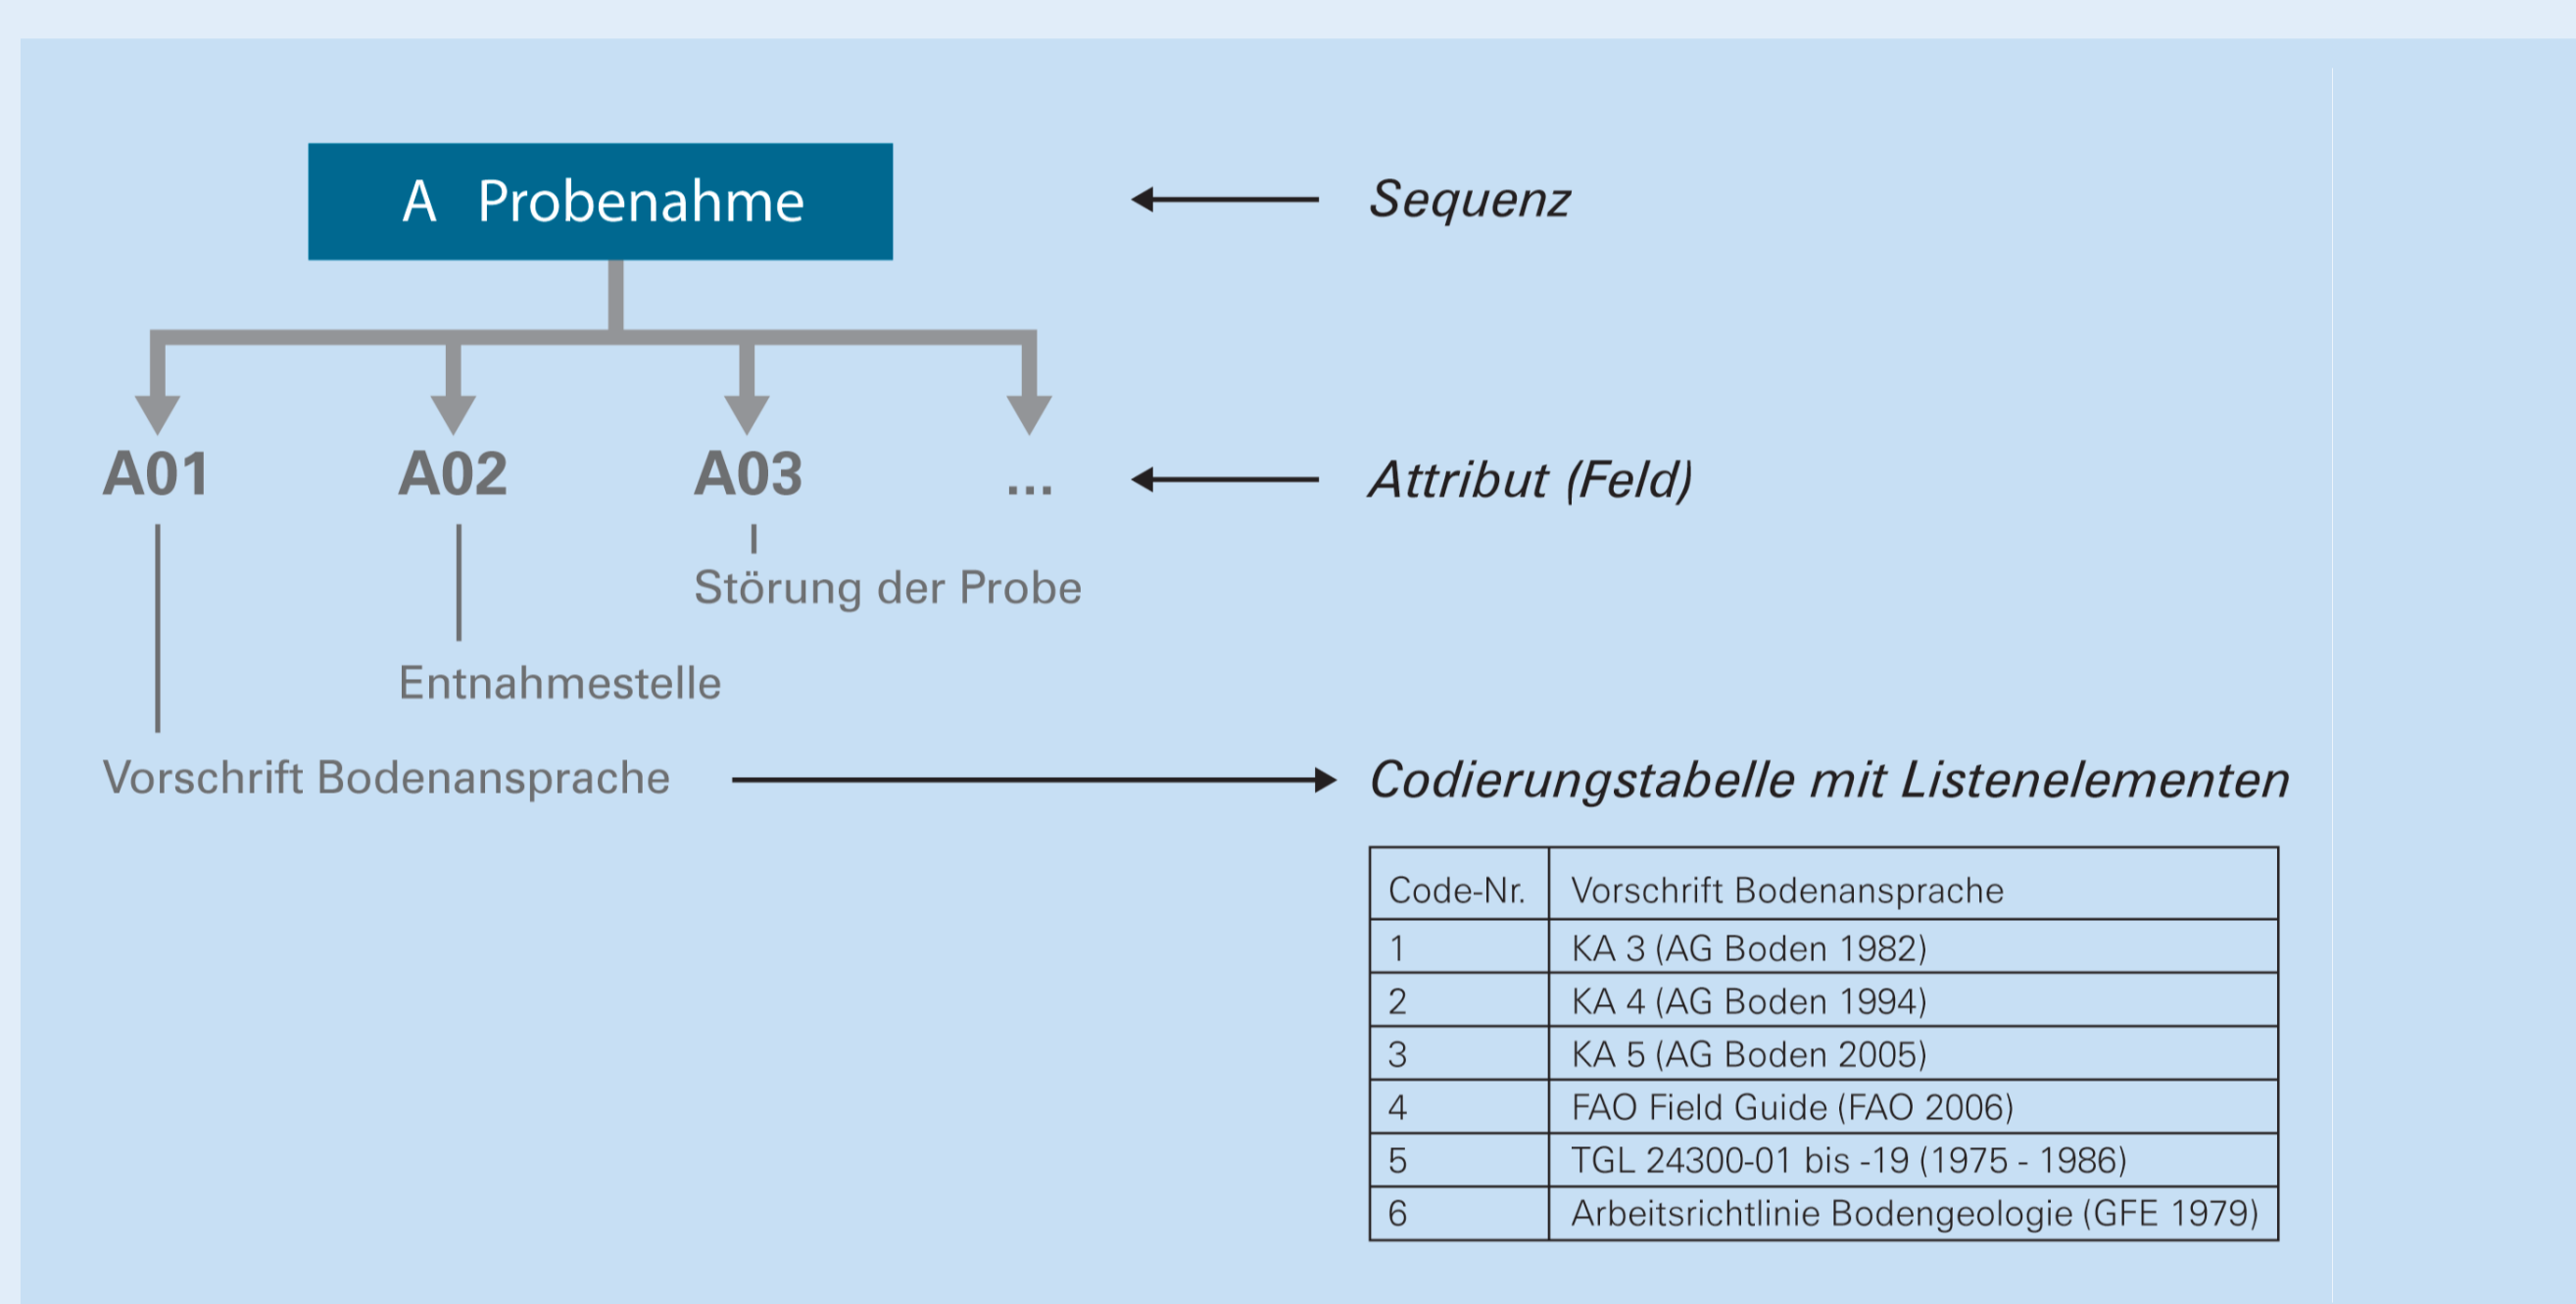 A Probenahme
Sequenz
A01 A02 A03 ...
Attribut (Feld)
Störung der Probe
Entnahmestelle
Vorschrift Bodenansprache
Codierungstabelle mit Listenelementen
Code-Nr. Vorschrift Bodenansprache
1 KA 3 (AG Boden 1982)
2 KA 4 (AG Boden 1994)
3 KA 5 (AG Boden 2005)
4 FAO Field Guide (FAO 2006)
5 TGL 24300-01 bis -19 (1975 - 1986)
6 Arbeitsrichtlinie Bodengeologie (GFE 1979)